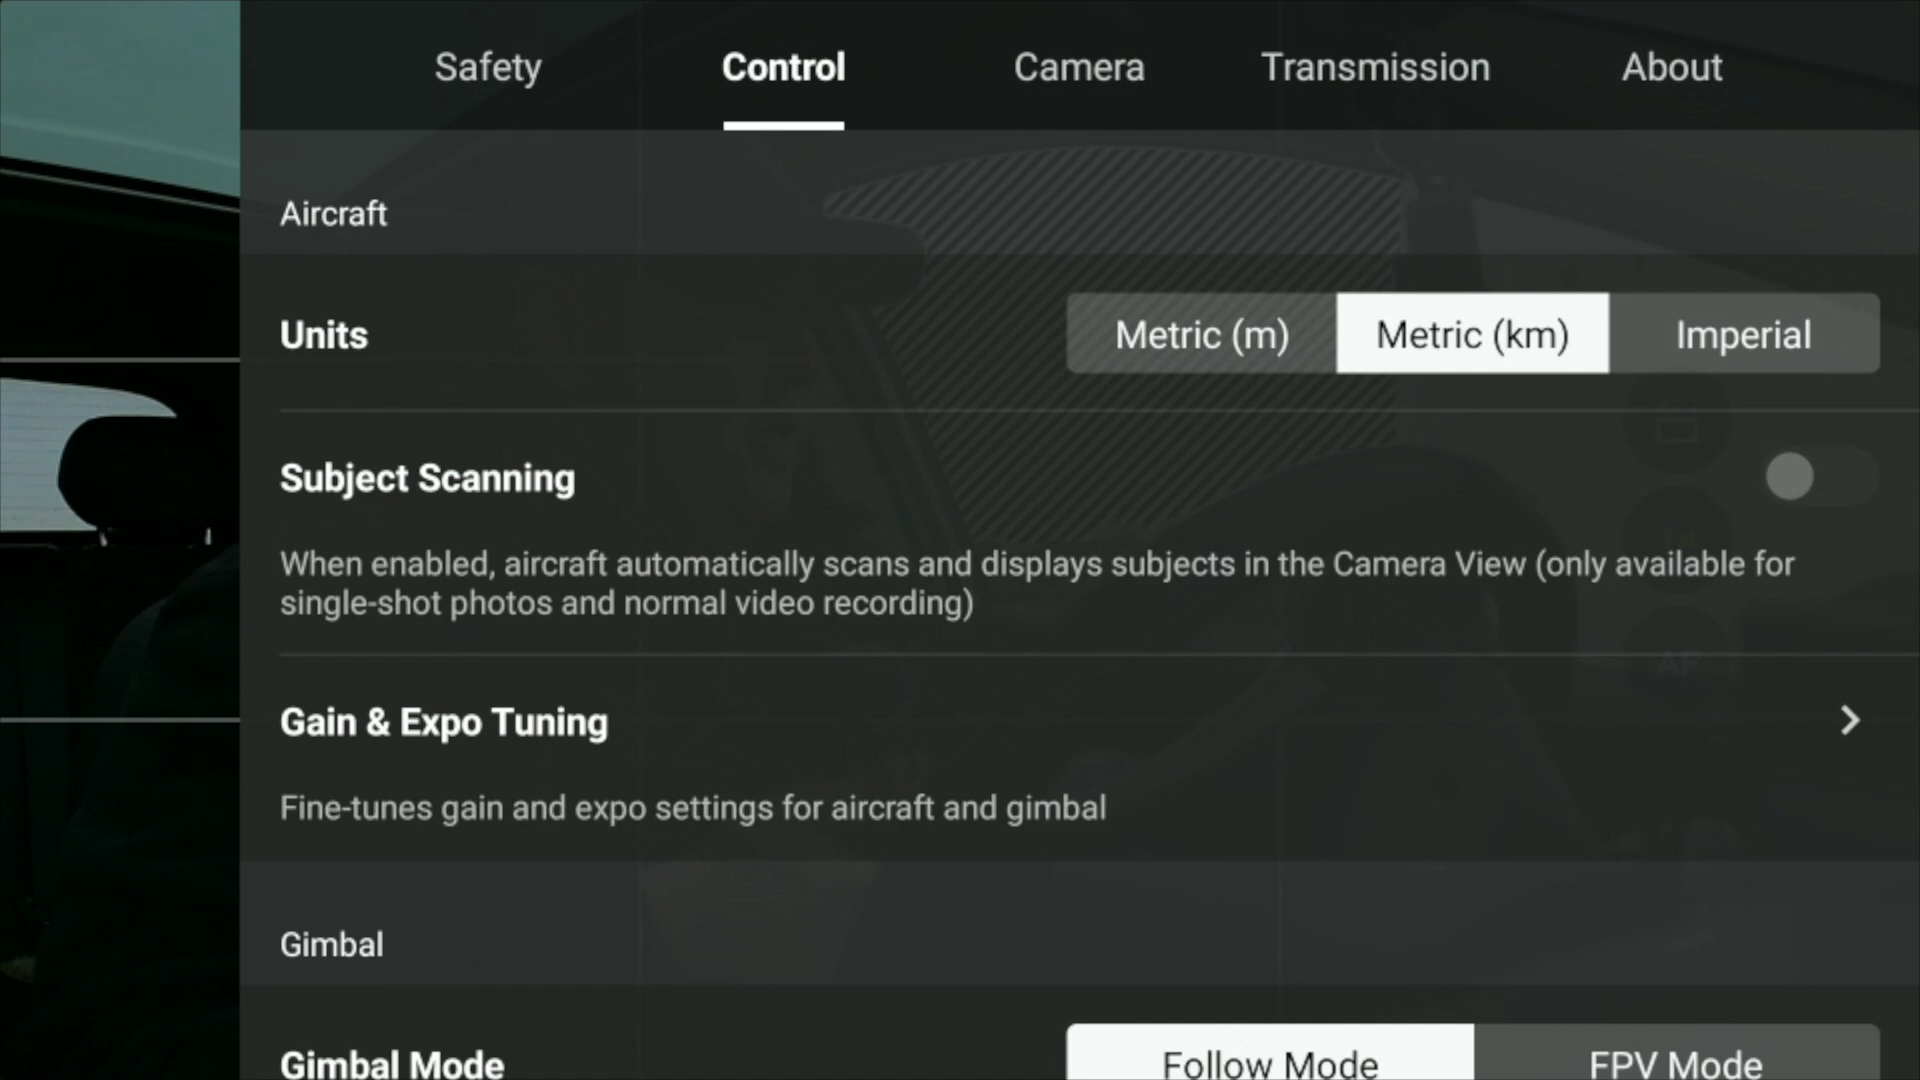 Safety Control Camera Transmission About
Aircraft
Units Metric (m) Metric (km) Imperial
Subject Scanning
When enabled, aircraft automatically scans and displays subjects in the Camera View (only available for
single-shot photos and normal video recording)
Gain & Expo Tuning
Fine-tunes gain and expo settings for aircraft and gimbal
Gimbal
Gimbal Mode Follow Mode FPV Mode